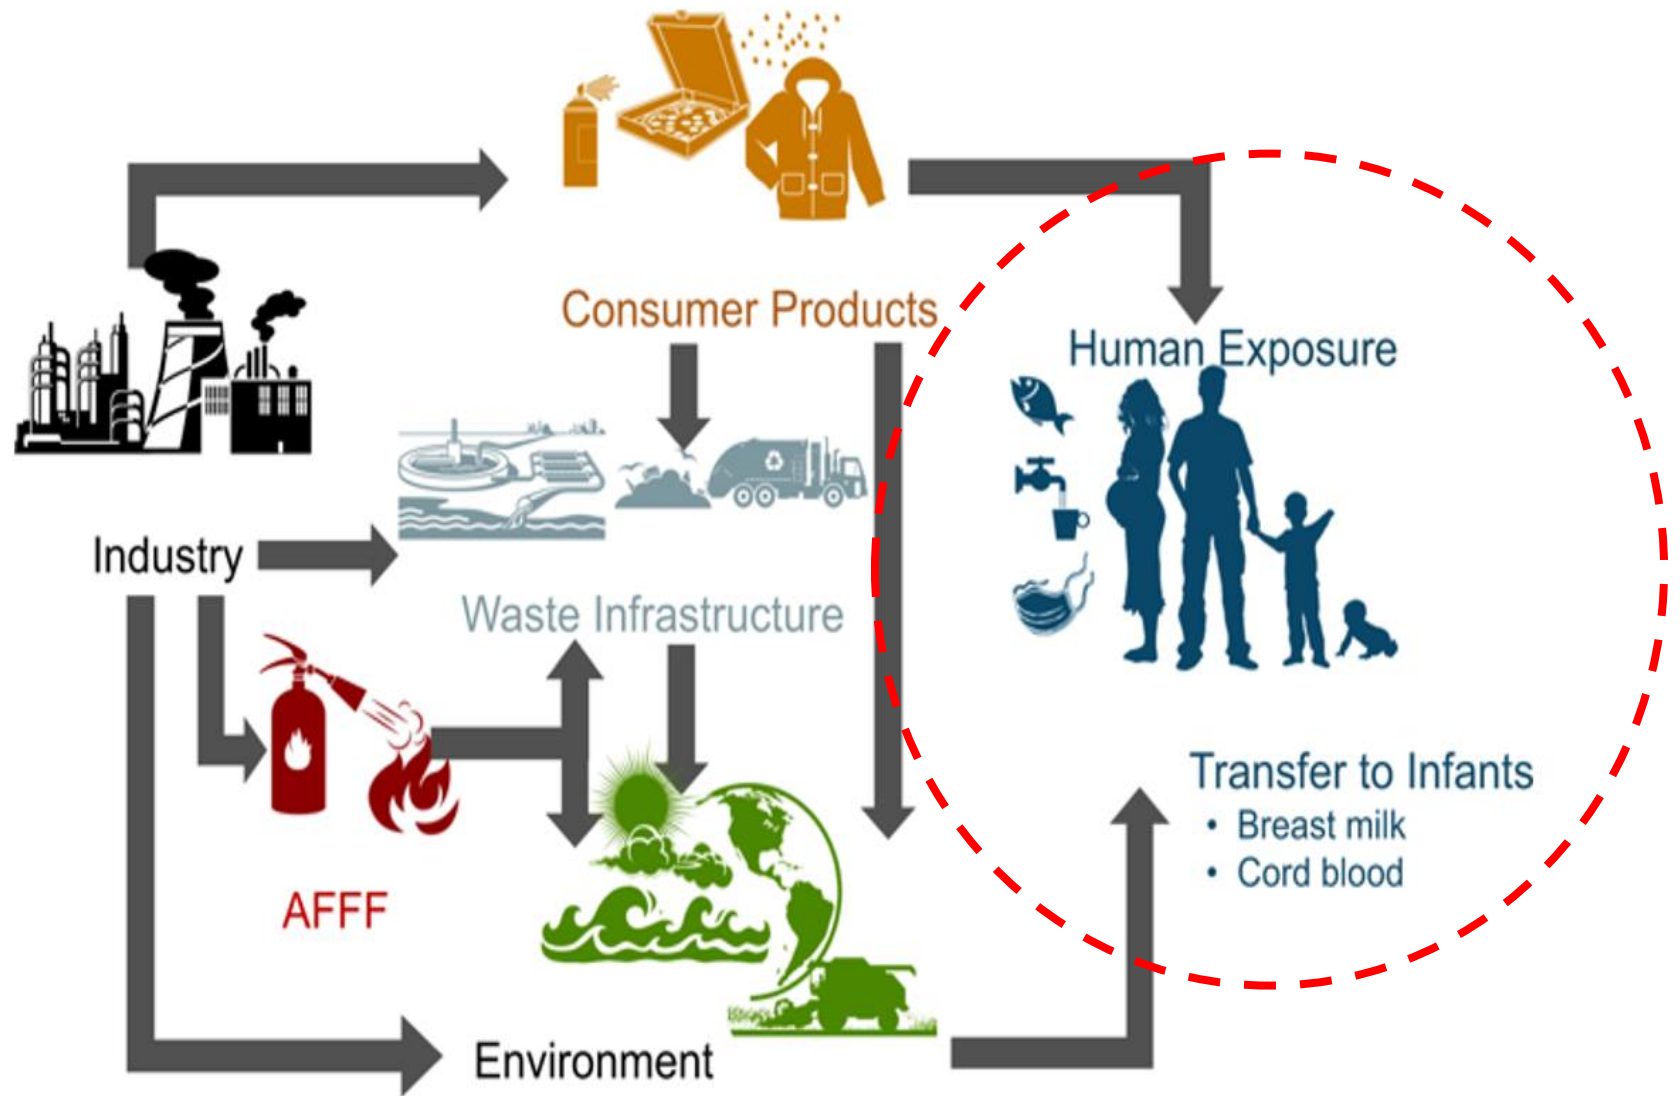 Consumer Products
Human Exposure
Industry
Waste Infrastructure
Transfer to Infants
• Breast milk
• Cord blood
AFFF
Environment